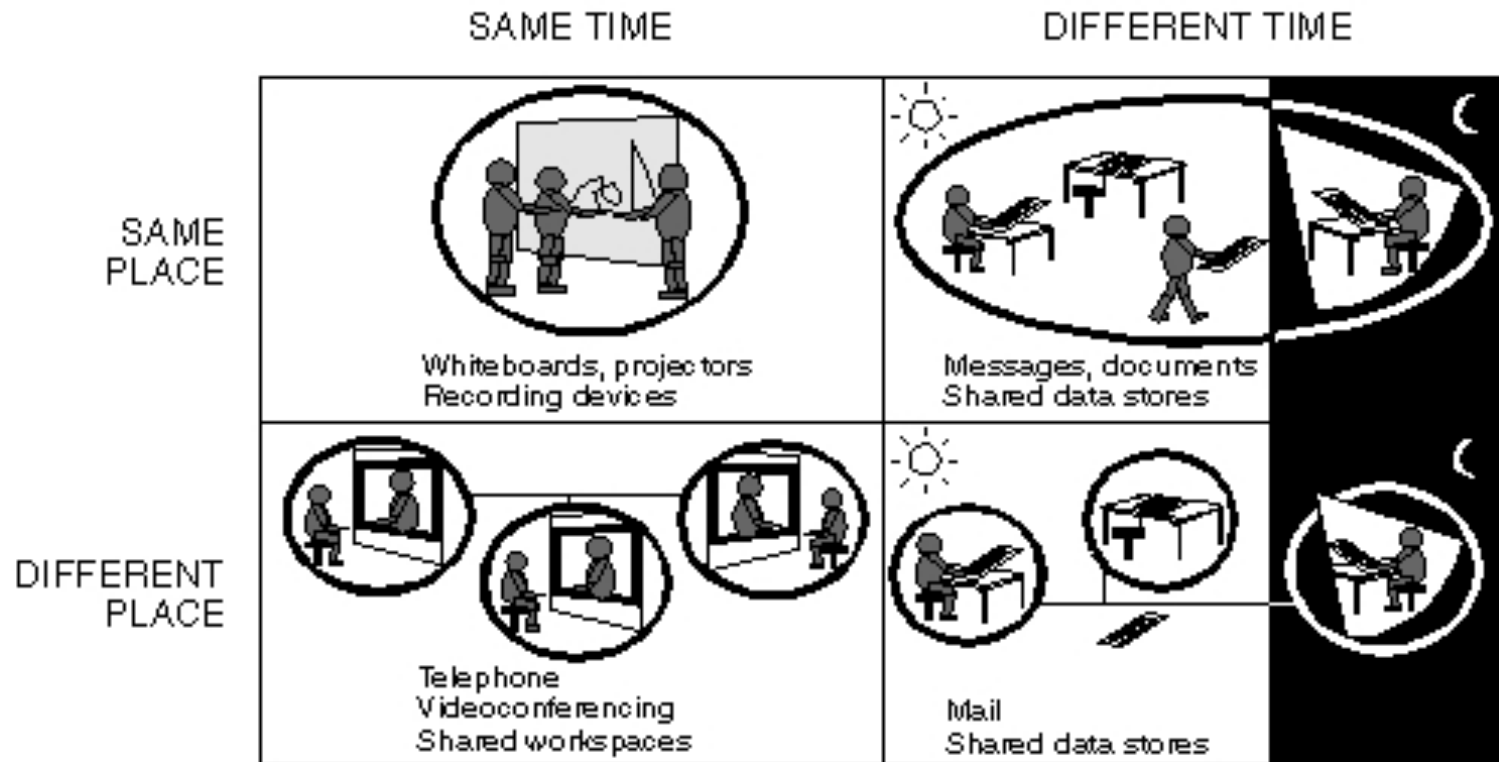 SAME TIME
DIFFERENT TIME
SAME
PLACE
Whiteboards, projectors
Recording devices
Messages, documents
Shared data stores
DIFFERENT
PLACE
Telephone
Videoconferencing
Shared workspaces
Mail
Shared data stores